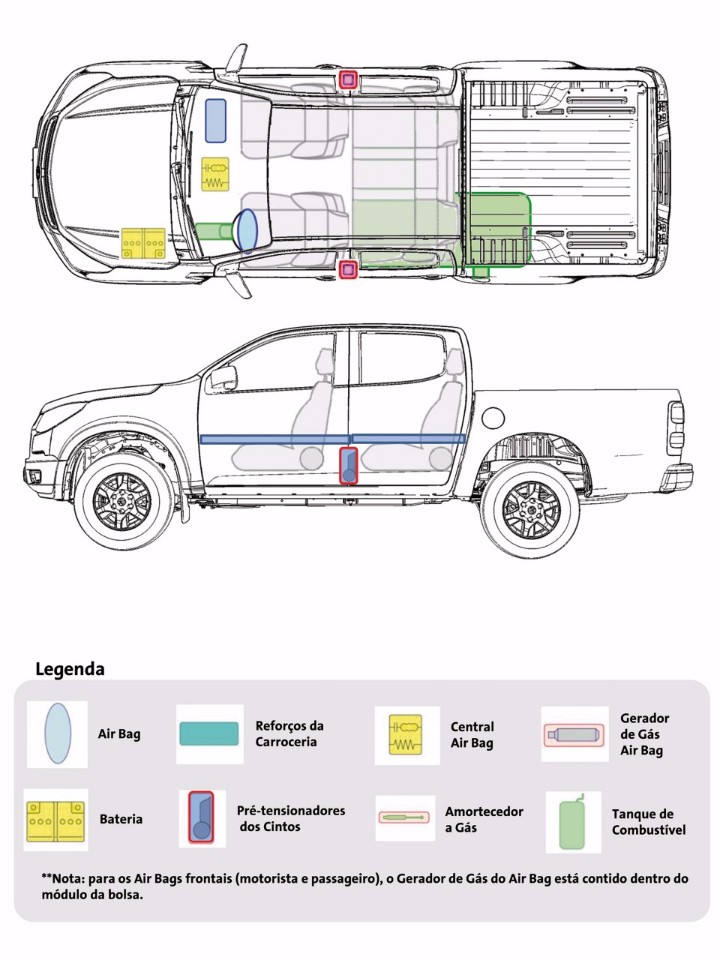 Legenda
Air Bag
Reforços da
Carroceria
Central
Air Bag
Gerador
de Gás
Air Bag
Bateria
Pré-tensionadores
dos Cintos
Amortecedor
a Gás
Tanque de
Combustível
**Nota: para os Air Bags frontais (motorista e passageiro), o Gerador de Gás do Air Bag está contido dentro do
módulo da bolsa.